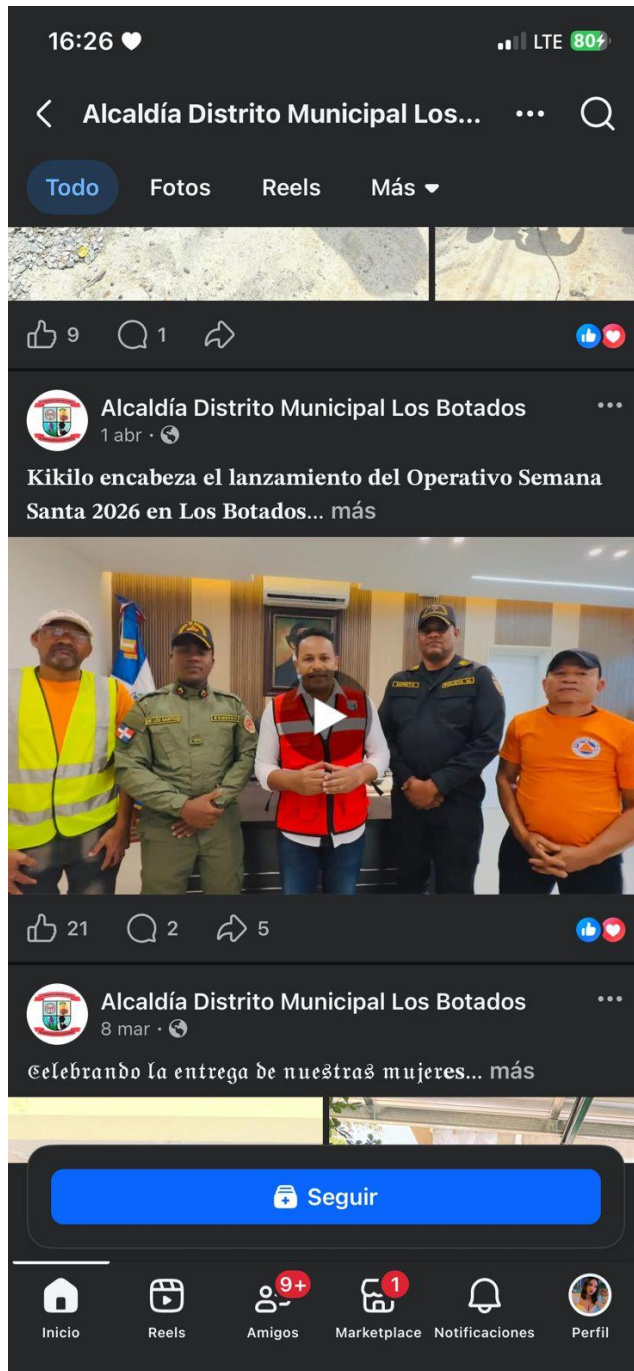 16:26
LTE 80
Alcaldía Distrito Municipal Los...
Todo Fotos Reels Más
9 1
Alcaldía Distrito Municipal Los Botados
1 abr
Kikilo encabeza el lanzamiento del Operativo Semana
Santa 2026 en Los Botados... más
21 2 5
Alcaldía Distrito Municipal Los Botados
8 mar
Celebrando la entrega de nuestras mujeres... más
Seguir
9+ 1
Inicio Reels Amigos Marketplace Notificaciones Perfil